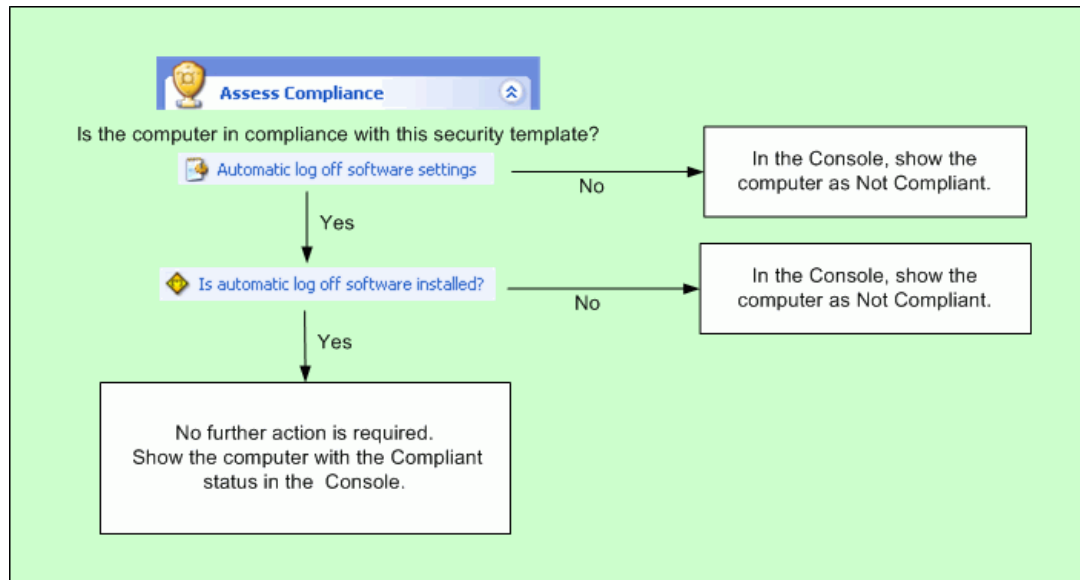 Assess Compliance
Is the computer in compliance with this security template?
Automatic log off software settings
No
In the Console, show the
computer as Not Compliant.
Yes
Is automatic log off software installed?
No
In the Console, show the
computer as Not Compliant.
Yes
No further action is required.
Show the computer with the Compliant
status in the Console.